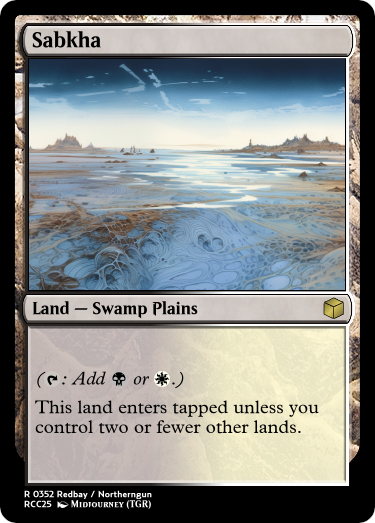 Sabkha
Land — Swamp Plains
(: Add or .)
This land enters tapped unless you
control two or fewer other lands.
R 0352 Redbay / Northerngun
RCC25 Midjourney (TGR)